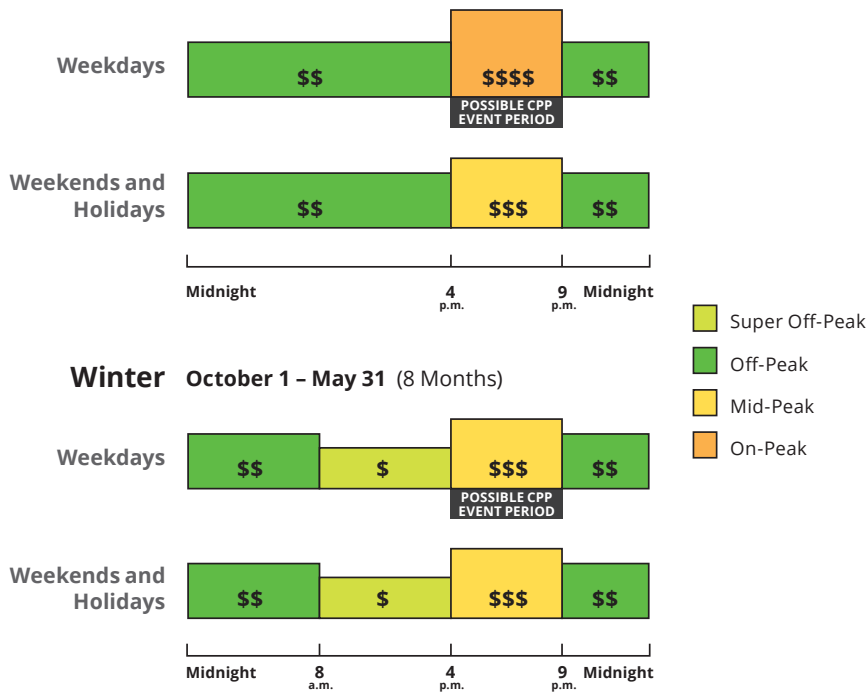 Weekdays
$$
$$$$
$$
POSSIBLE CPP
EVENT PERIOD
Weekends and
Holidays
$$
$$$
$$
Midnight
4
p.m.
9
p.m.
Midnight
Super Off-Peak
Off-Peak
Mid-Peak
On-Peak
Winter October 1 – May 31 (8 Months)
Weekdays
$$
$
$$$
$$
POSSIBLE CPP
EVENT PERIOD
Weekends and
Holidays
$$
$
$$$
$$
Midnight
8
a.m.
4
p.m.
9
p.m.
Midnight